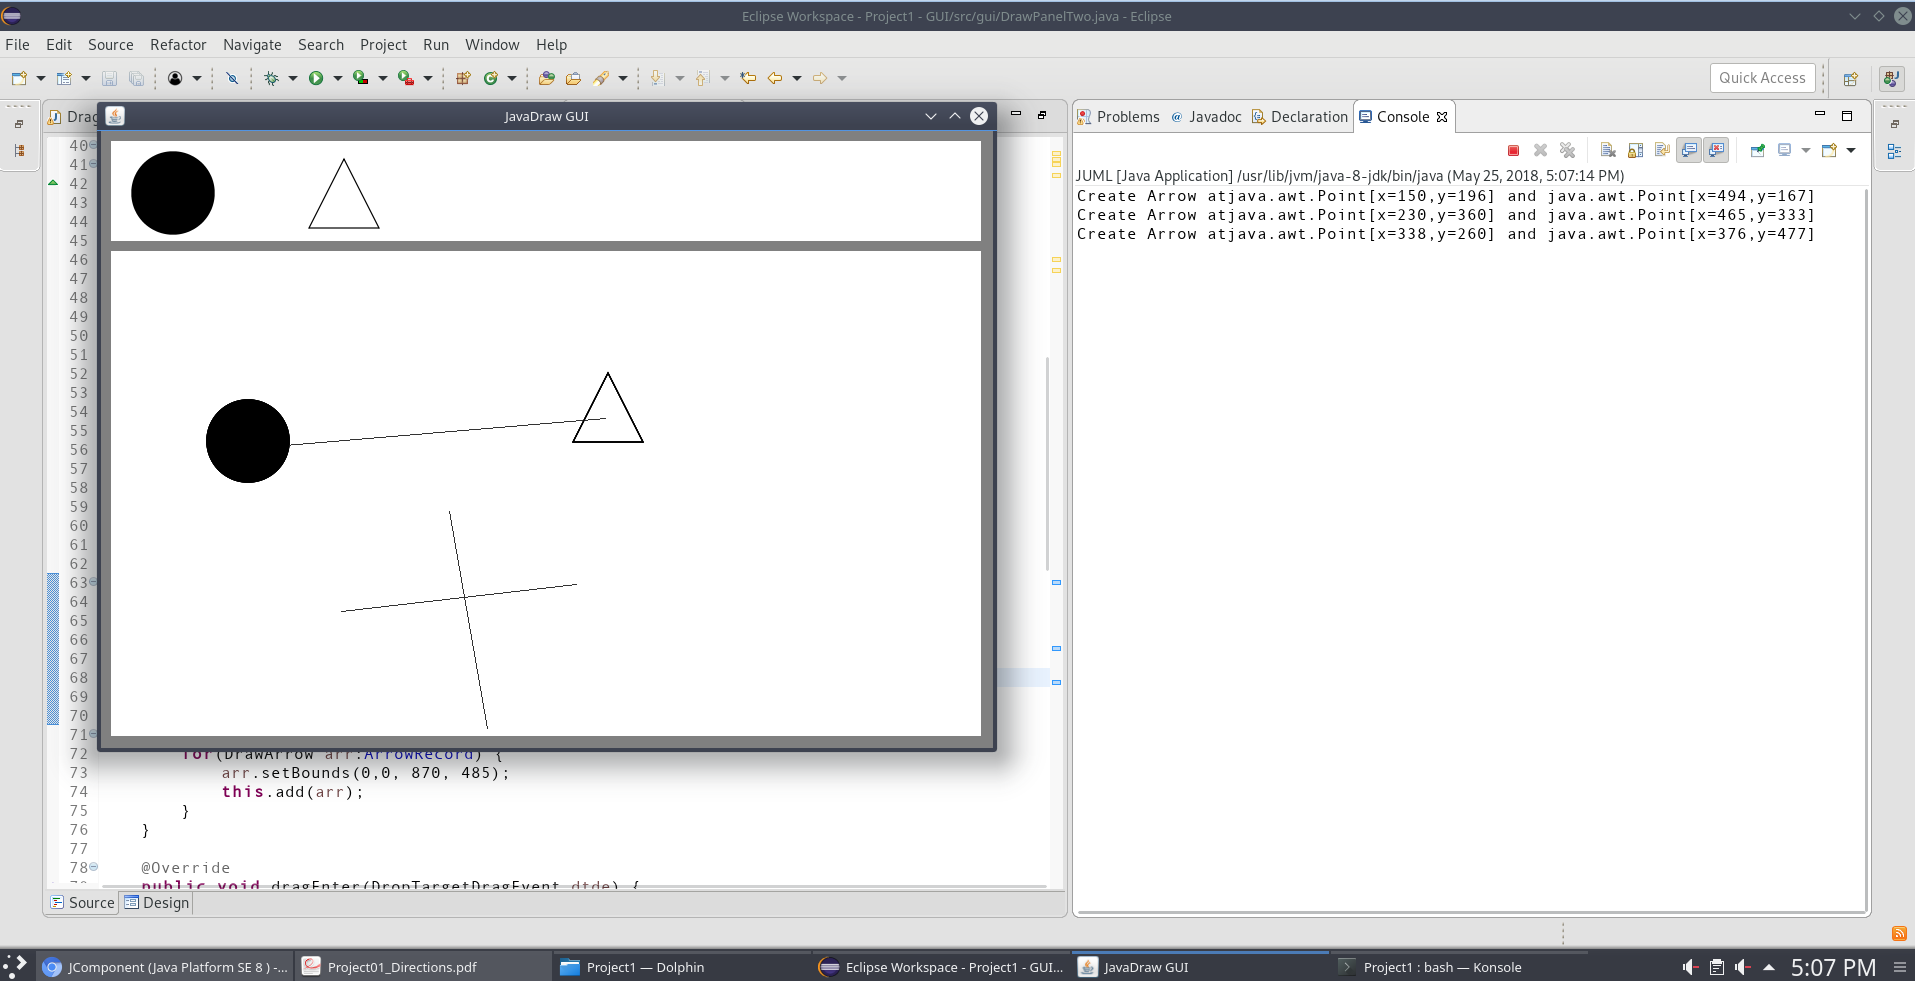 Eclipse Workspace - Project1 - GUI/src/gui/DrawPanelTwo.java - Eclipse
File Edit Source Refactor Navigate Search Project Run Window Help
Quick Access
Drag
JavaDraw GUI
Problems @ Javadoc Declaration Console
JUML [Java Application] /usr/lib/jvm/java-8-jdk/bin/java (May 25, 2018, 5:07:14 PM)
Create Arrow atjava.awt.Point[x=150,y=196] and java.awt.Point[x=494,y=167]
Create Arrow atjava.awt.Point[x=230,y=360] and java.awt.Point[x=465,y=333]
Create Arrow atjava.awt.Point[x=338,y=260] and java.awt.Point[x=376,y=477]
40
41
42
43
44
45
46
47
48
49
50
51
52
53
54
55
56
57
58
59
60
61
62
63
64
65
66
67
68
69
70
71
72 for(DrawArrow arr:ArrowRecord) {
73 arr.setBounds(0,0, 870, 485);
74 this.add(arr);
75 }
76 }
77
78 @Override
public void dragEnter(DropTargetDragEvent dtde) {
Source Design
JComponent (Java Platform SE 8 ) -...
Project01_Directions.pdf
Project1 — Dolphin
Eclipse Workspace - Project1 - GUI...
JavaDraw GUI
Project1 : bash — Konsole
5:07 PM